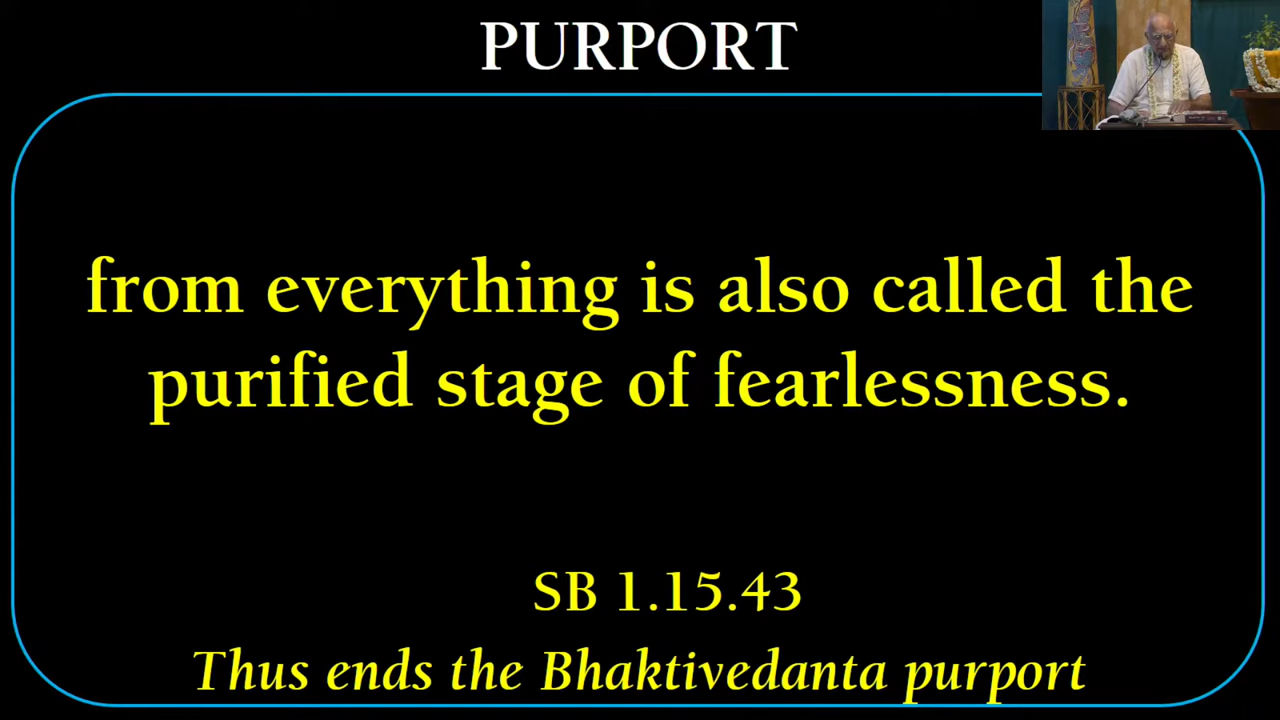 PURPORT
from everything is also called the
purified stage of fearlessness.
SB 1.15.43
Thus ends the Bhaktivedanta purport